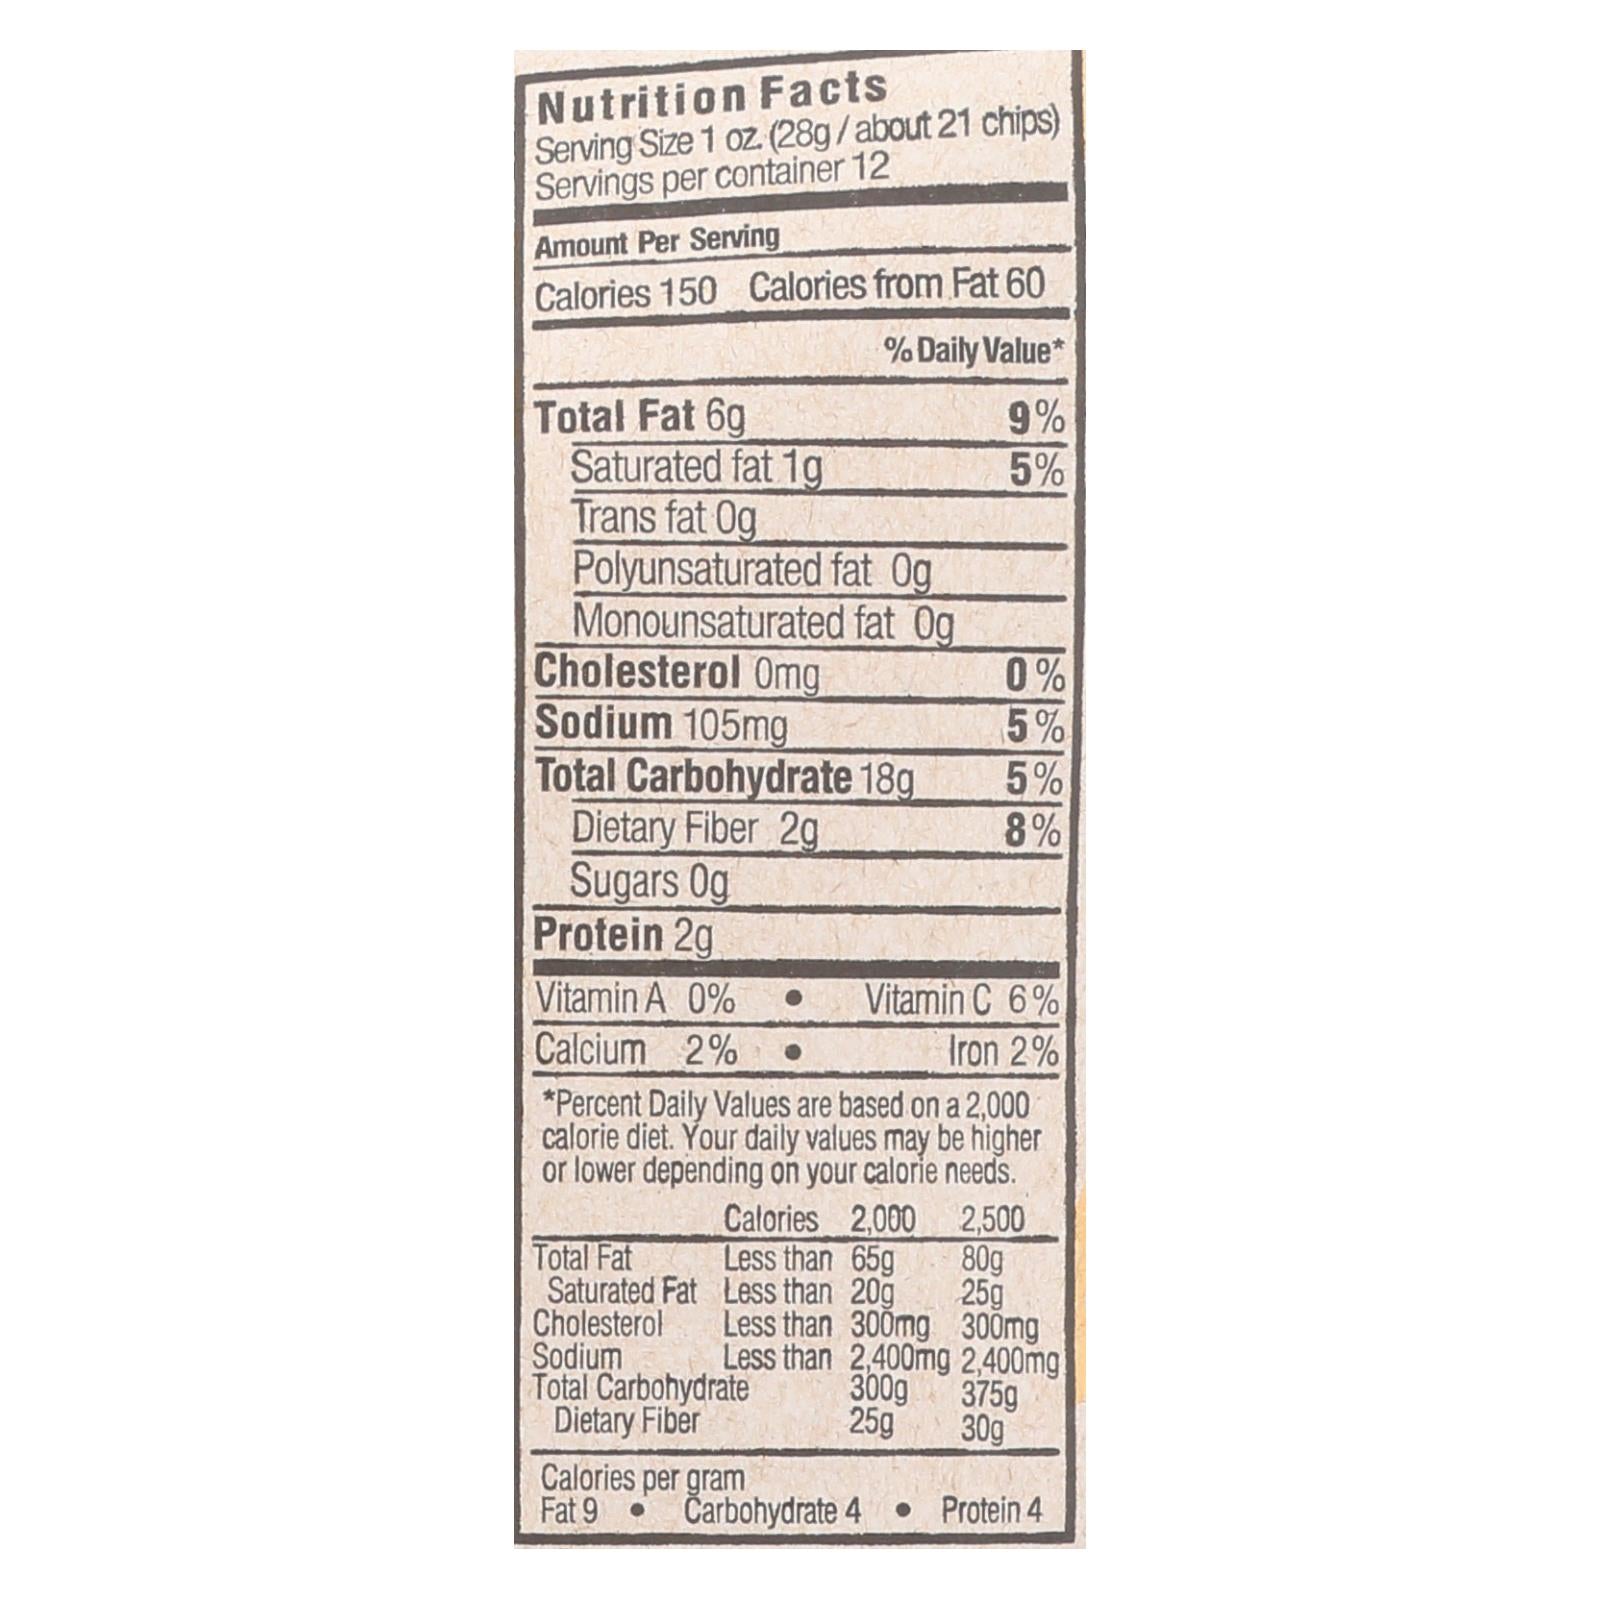 Nutrition Facts
Serving Size 1 oz. (28g / about 21 chips)
Servings per container 12
Amount Per Serving
Calories 150 Calories from Fat 60
% Daily Value*
Total Fat 6g 9%
Saturated fat 1g 5%
Trans fat 0g
Polyunsaturated fat 0g
Monounsaturated fat 0g
Cholesterol 0mg 0%
Sodium 105mg 5%
Total Carbohydrate 18g 5%
Dietary Fiber 2g 8%
Sugars 0g
Protein 2g
Vitamin A 0% • Vitamin C 6%
Calcium 2% • Iron 2%
*Percent Daily Values are based on a 2,000
calorie diet. Your daily values may be higher
or lower depending on your calorie needs.
Calories 2,000 2,500
Total Fat Less than 65g 80g
Saturated Fat Less than 20g 25g
Cholesterol Less than 300mg 300mg
Sodium Less than 2,400mg 2,400mg
Total Carbohydrate 300g 375g
Dietary Fiber 25g 30g
Calories per gram
Fat 9 • Carbohydrate 4 • Protein 4